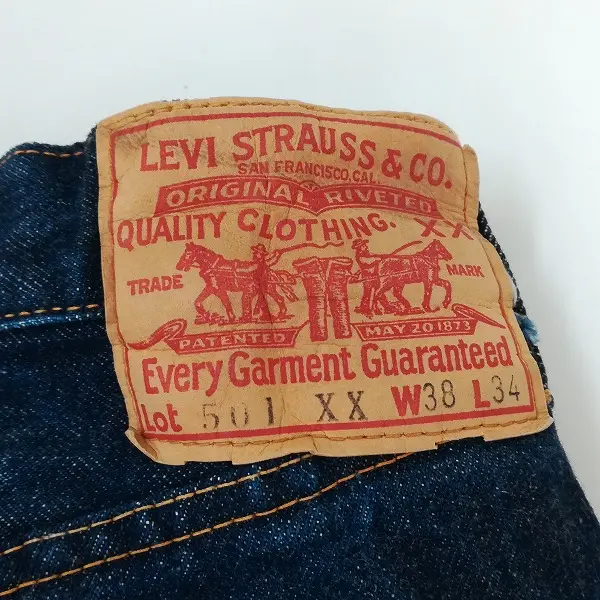 LEVI STRAUSS & CO.
SAN FRANCISCO, CAL.
ORIGINAL RIVETED
QUALITY CLOTHING. XX
TRADE MARK
PATENTED MAY 20 1873
Every Garment Guaranteed
Lot 501 XX W38 L34